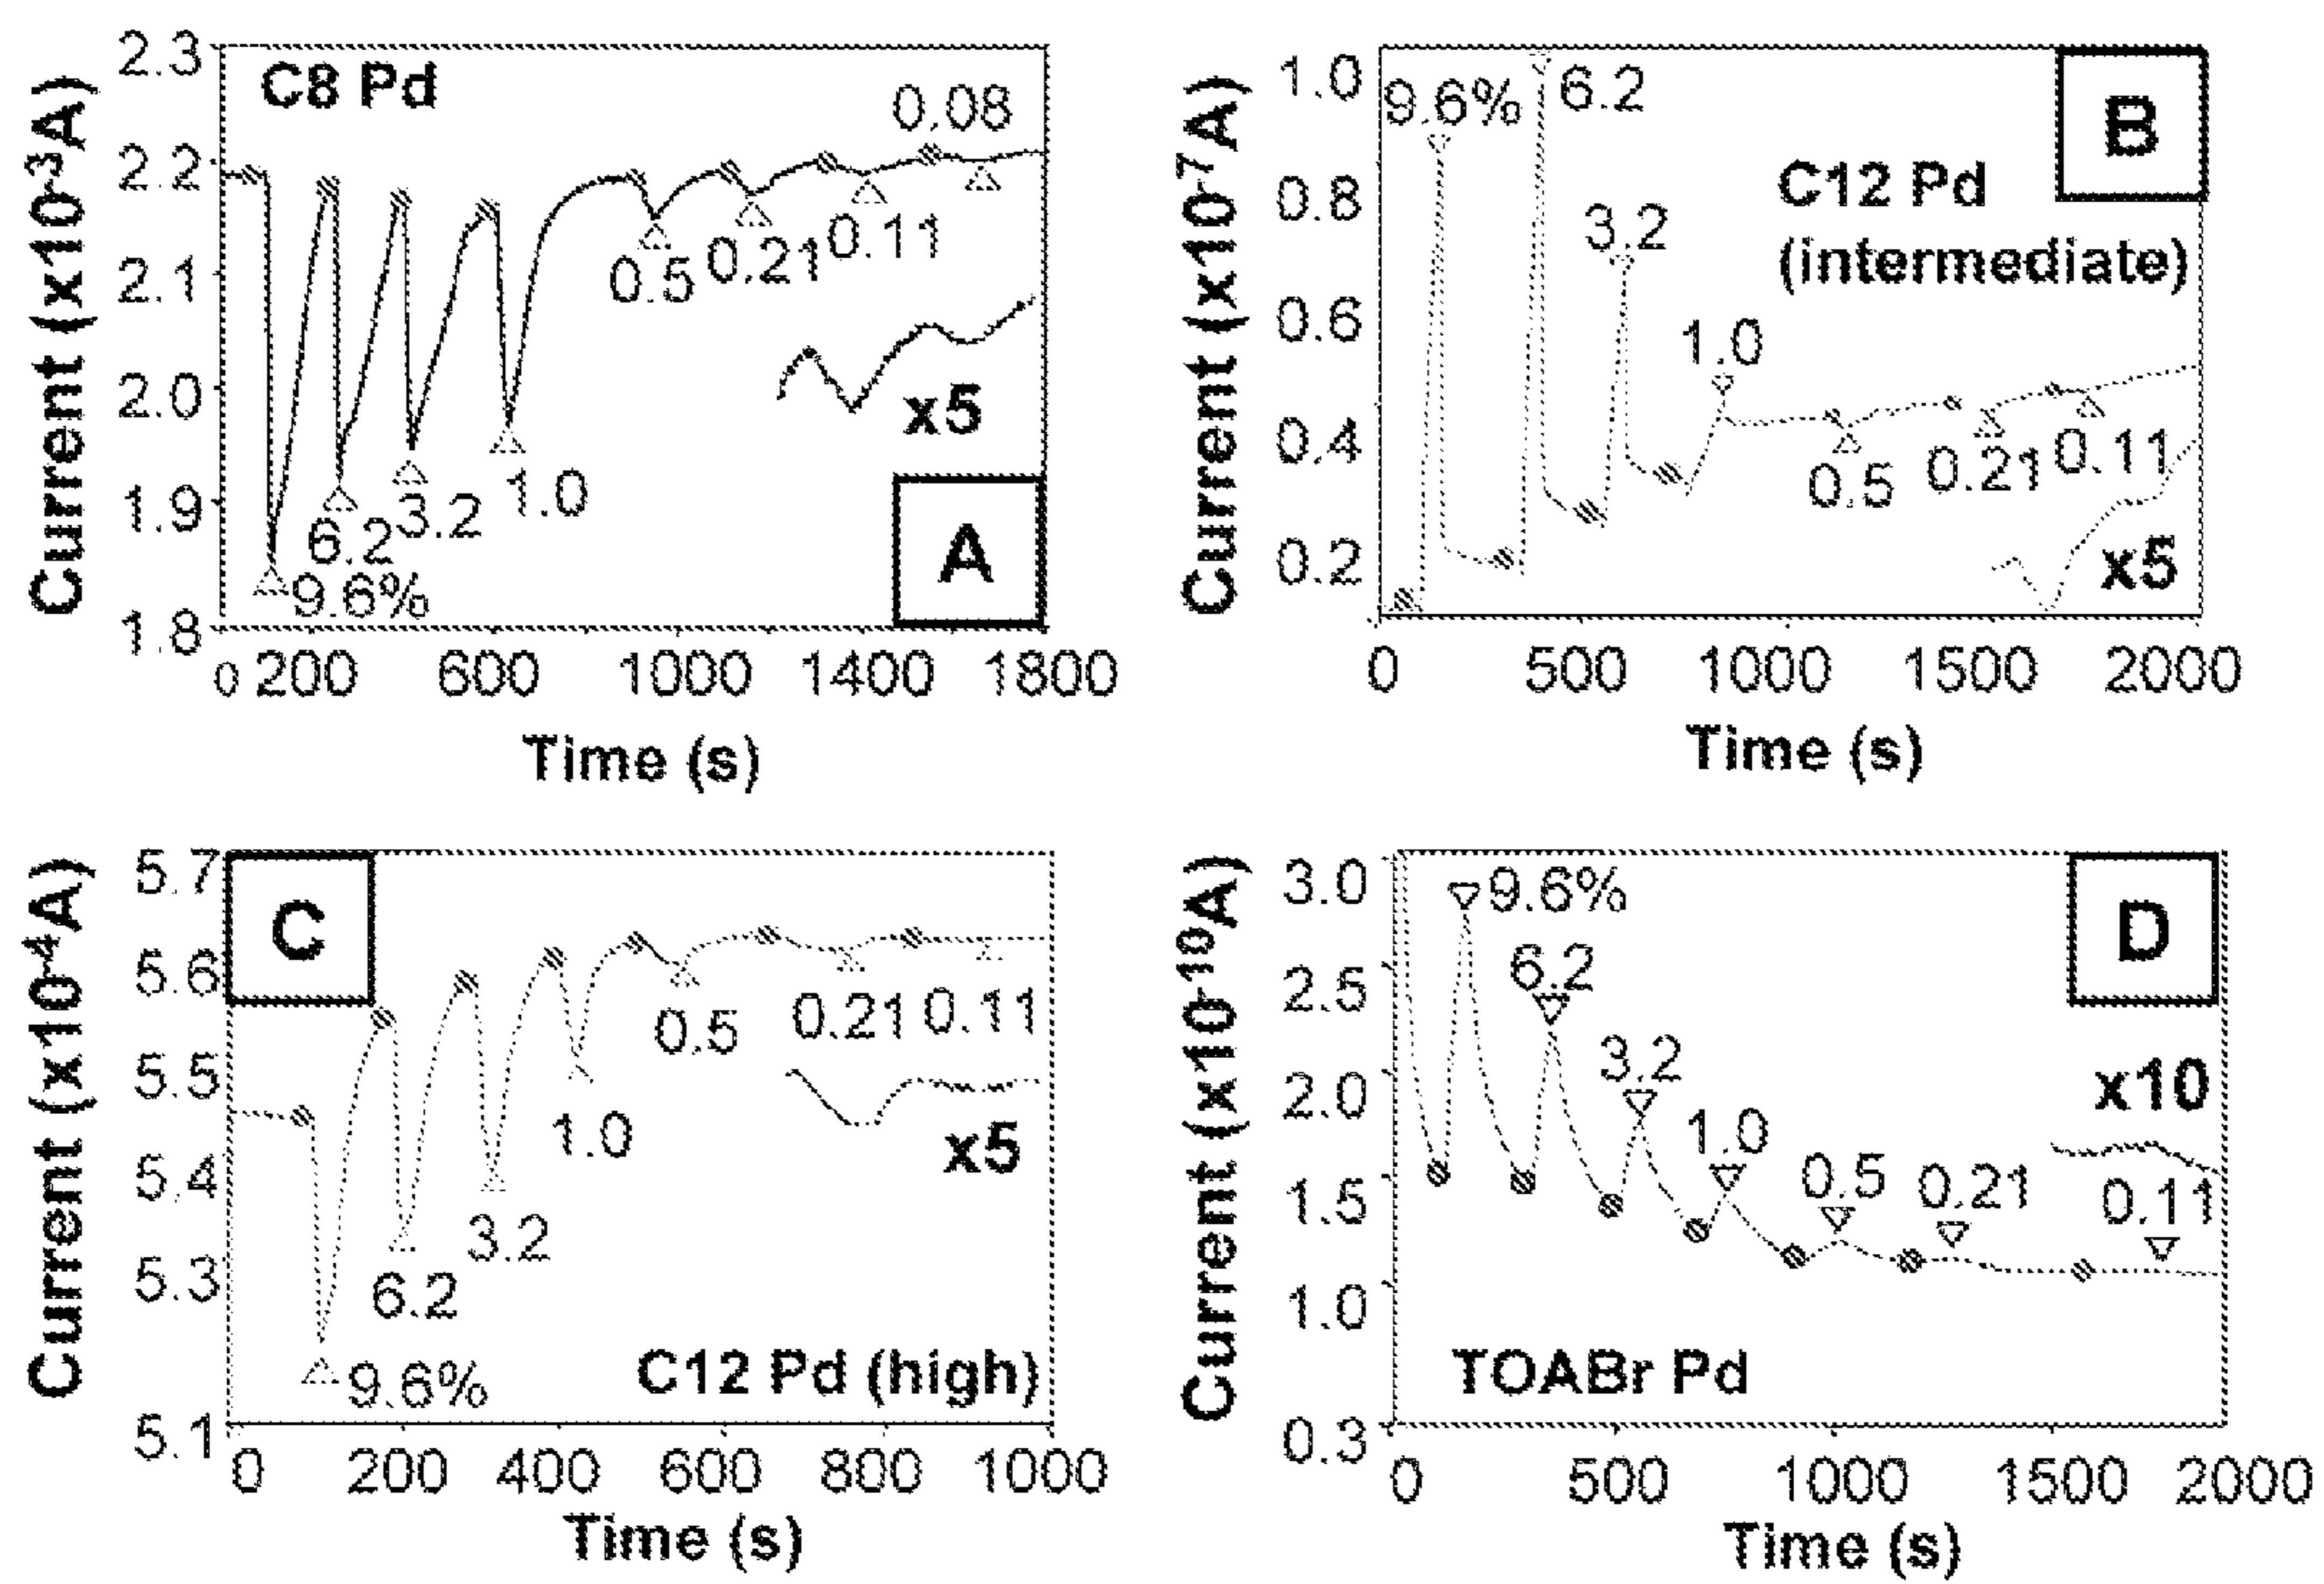 Current (x10-3A)
2.3
2.2
2.1
2.0
1.9
1.8
C8 Pd
0.08
0.5
0.21
0.11
x5
1.0
3.2
6.2
9.6%
A
0 200 600 1000 1400 1800
Time (s)
Current (x10-7A)
1.0
0.8
0.6
0.4
0.2
9.6%
6.2
B
C12 Pd
(intermediate)
3.2
1.0
0.5
0.21
0.11
x5
0 500 1000 1500 2000
Time (s)
Current (x10-4A)
5.7
5.6
5.5
5.4
5.3
5.1
C
0.5
0.21
0.11
1.0
x5
3.2
6.2
9.6%
C12 Pd (high)
0 200 400 600 800 1000
Time (s)
Current (x10-10A)
3.0
2.5
2.0
1.5
1.0
0.3
9.6%
D
6.2
3.2
x10
1.0
0.5
0.21
0.11
TOABr Pd
0 500 1000 1500 2000
Time (s)